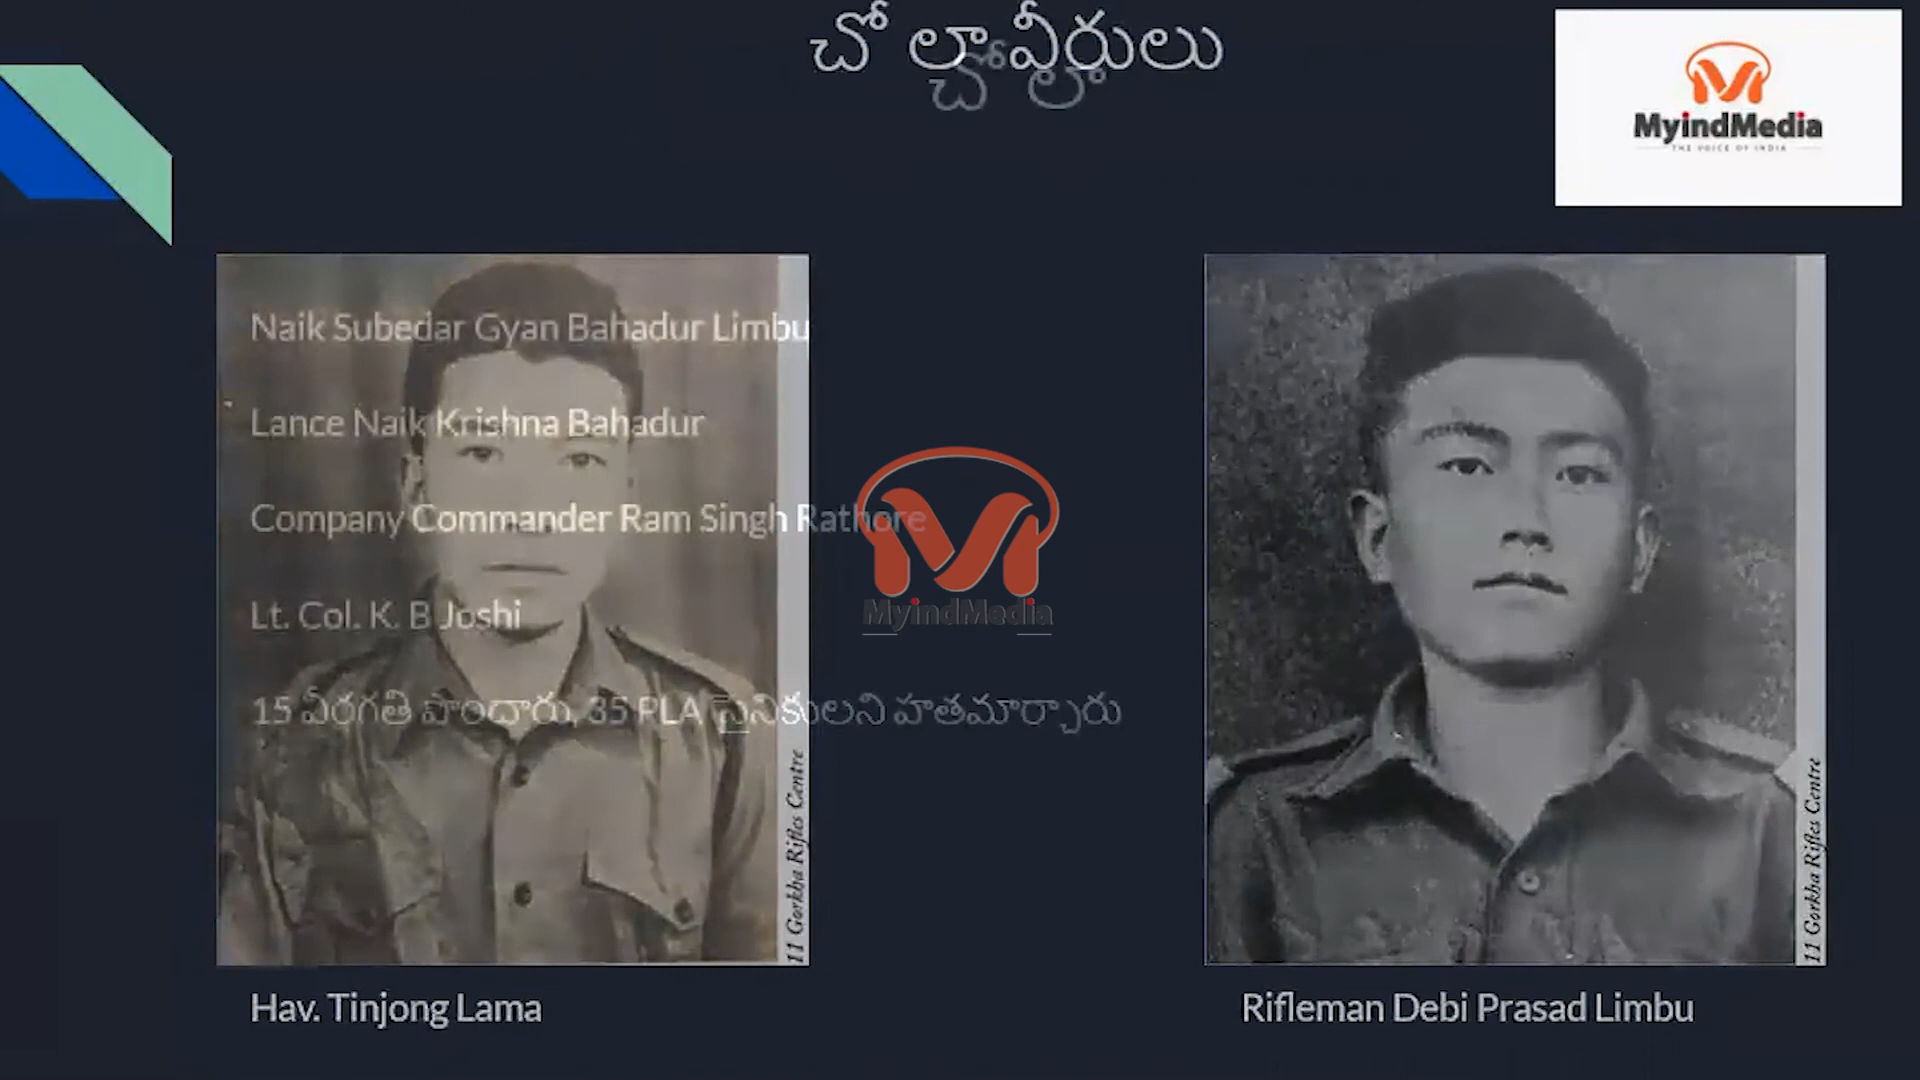 చో లా వీరులు
చో లా
MyindMedia
THE VOICE OF INDIA
Naik Subedar Gyan Bahadur Limbu
Lance Naik Krishna Bahadur
Company Commander Ram Singh Rathore
Lt. Col. K. B Joshi
15 వీరగతి పొందారు, 35 PLA సైనికులని హతమార్చారు
MyindMedia
11 Gorkha Rifles Centre
11 Gorkha Rifles Centre
Hav. Tinjong Lama
Rifleman Debi Prasad Limbu